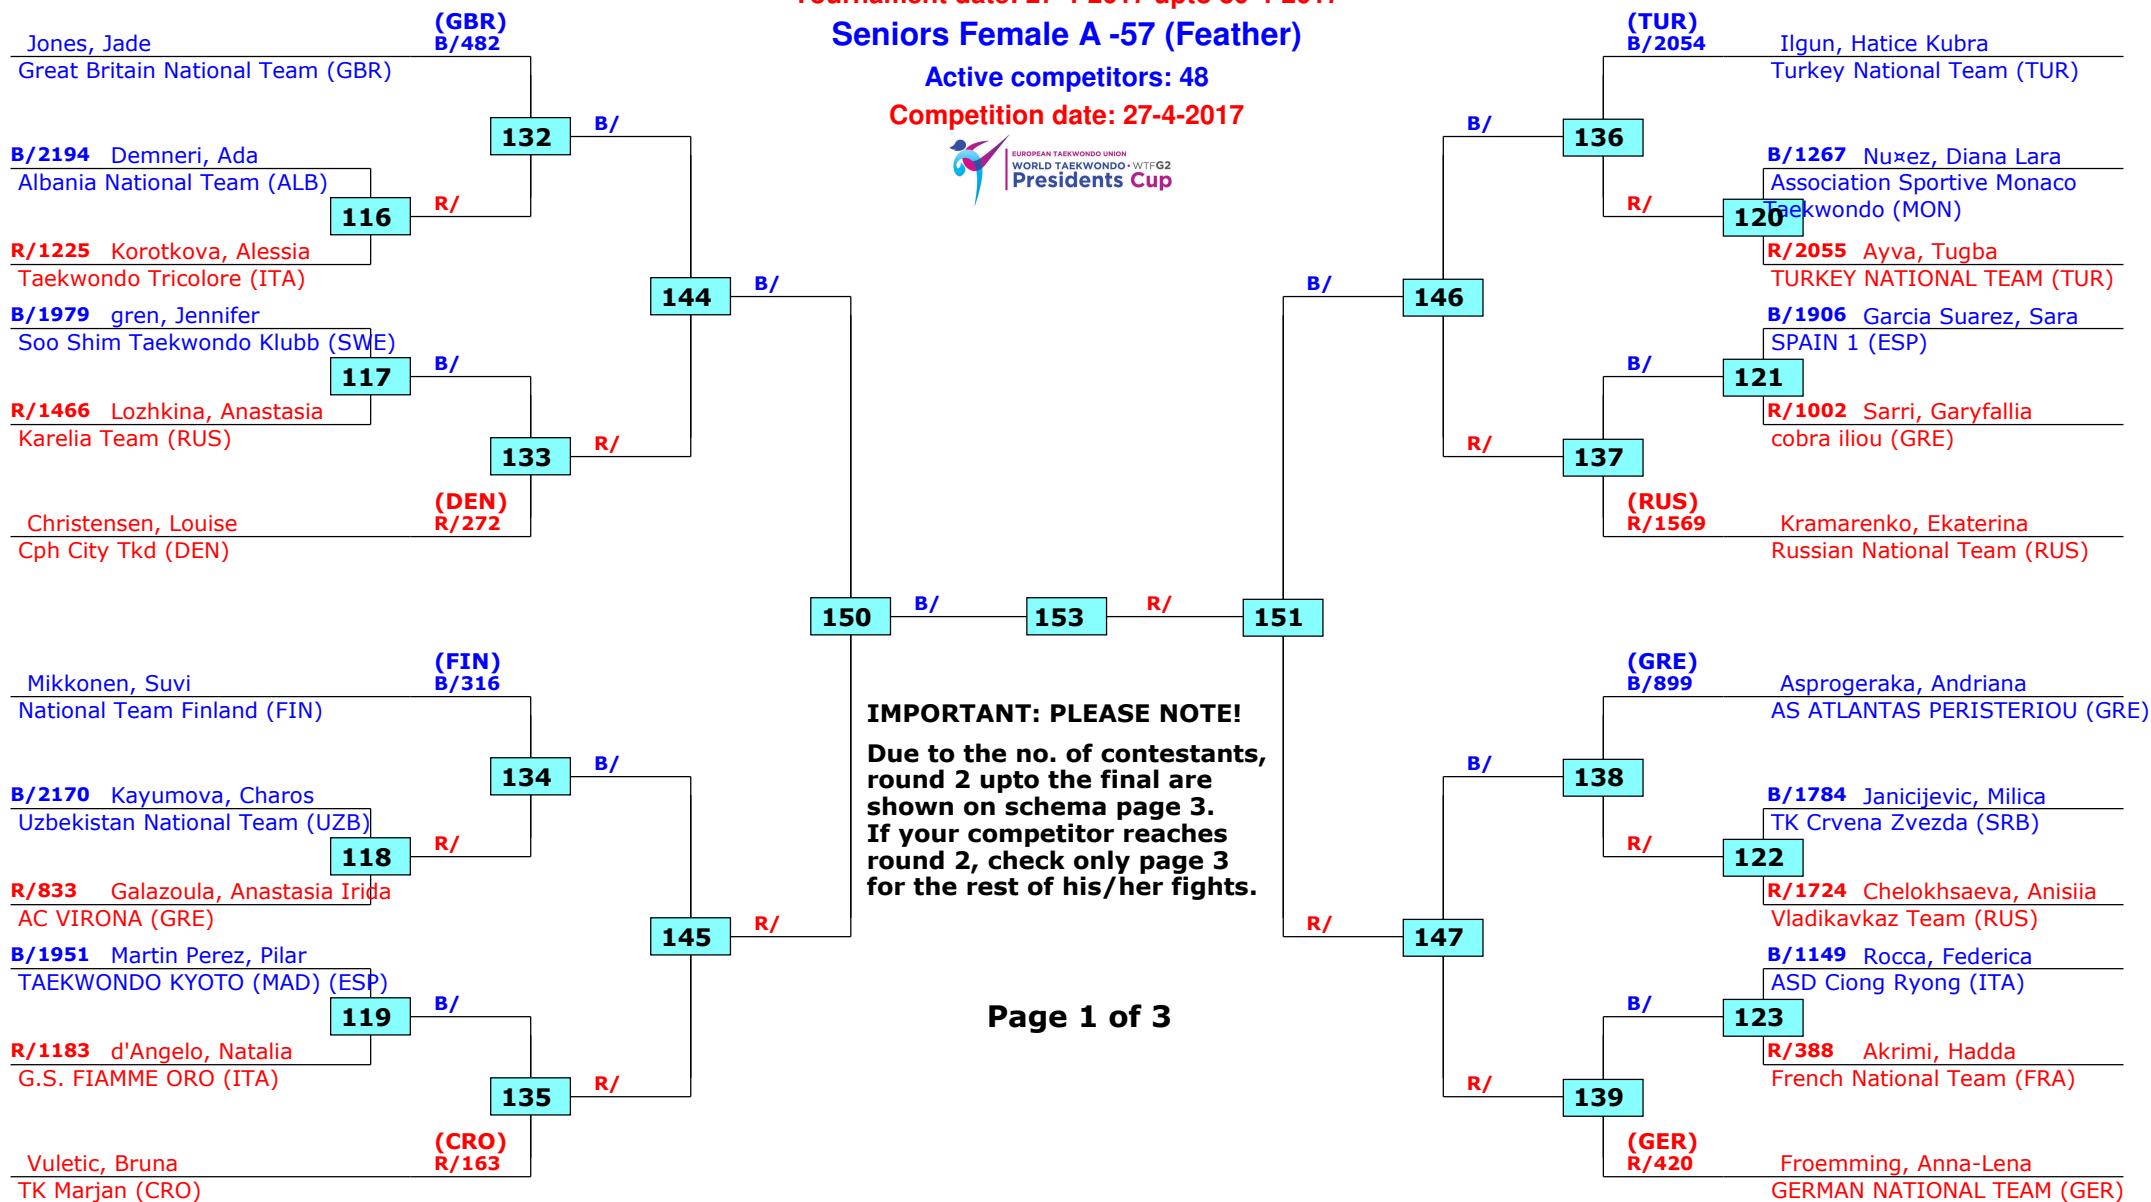 Tournament date: 27-4-2017 upto 30-4-2017
Seniors Female A -57 (Feather)
Active competitors: 48
Competition date: 27-4-2017
EUROPEAN TAEKWONDO UNION
WORLD TAEKWONDO • WTFG2
Presidents Cup
(GBR)
Jones, Jade B/482
Great Britain National Team (GBR)
132
B/
B/2194 Demneri, Ada
Albania National Team (ALB)
116
R/
R/1225 Korotkova, Alessia
Taekwondo Tricolore (ITA)
144
B/
B/1979 gren, Jennifer
Soo Shim Taekwondo Klubb (SWE)
117
B/
R/1466 Lozhkina, Anastasia
Karelia Team (RUS)
133
R/
(DEN)
Christensen, Louise R/272
Cph City Tkd (DEN)
150
B/
153
R/
151
(FIN)
Mikkonen, Suvi B/316
National Team Finland (FIN)
134
B/
B/2170 Kayumova, Charos
Uzbekistan National Team (UZB)
118
R/
R/833 Galazoula, Anastasia Irida
AC VIRONA (GRE)
145
R/
B/1951 Martin Perez, Pilar
TAEKWONDO KYOTO (MAD) (ESP)
119
B/
R/1183 d'Angelo, Natalia
G.S. FIAMME ORO (ITA)
135
R/
(CRO)
Vuletic, Bruna R/163
TK Marjan (CRO)
IMPORTANT: PLEASE NOTE!
Due to the no. of contestants,
round 2 upto the final are
shown on schema page 3.
If your competitor reaches
round 2, check only page 3
for the rest of his/her fights.
Page 1 of 3
(TUR)
B/2054 Ilgun, Hatice Kubra
Turkey National Team (TUR)
B/
136
B/1267 Nu¤ez, Diana Lara
Association Sportive Monaco
Taekwondo (MON)
R/
120
R/2055 Ayva, Tugba
TURKEY NATIONAL TEAM (TUR)
B/
146
B/1906 Garcia Suarez, Sara
SPAIN 1 (ESP)
B/
121
R/1002 Sarri, Garyfallia
cobra iliou (GRE)
R/
137
(RUS)
R/1569 Kramarenko, Ekaterina
Russian National Team (RUS)
(GRE)
B/899 Asprogeraka, Andriana
AS ATLANTAS PERISTERIOU (GRE)
B/
138
B/1784 Janicijevic, Milica
TK Crvena Zvezda (SRB)
R/
122
R/1724 Chelokhsaeva, Anisiia
Vladikavkaz Team (RUS)
R/
147
B/1149 Rocca, Federica
ASD Ciong Ryong (ITA)
B/
123
R/388 Akrimi, Hadda
French National Team (FRA)
R/
139
(GER)
R/420 Froemming, Anna-Lena
GERMAN NATIONAL TEAM (GER)